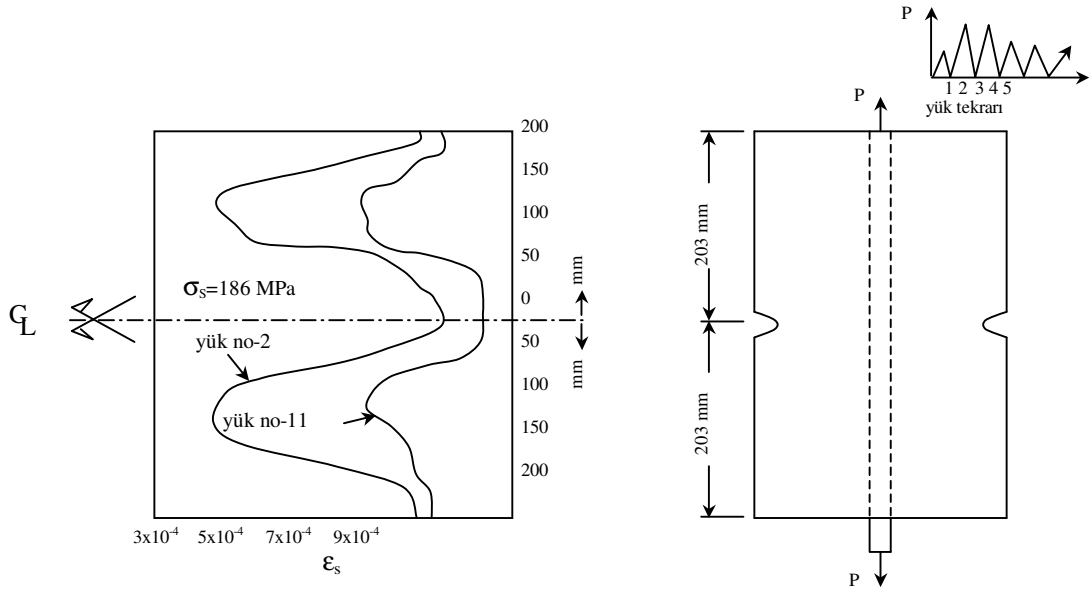 P
1 2 3 4 5
yük tekrarı
P
200
150
100
50
0
50
100
150
200
mm
mm
σs=186 MPa
CL
yük no-2
yük no-11
3x10-4 5x10-4 7x10-4 9x10-4
εs
203 mm
203 mm
P